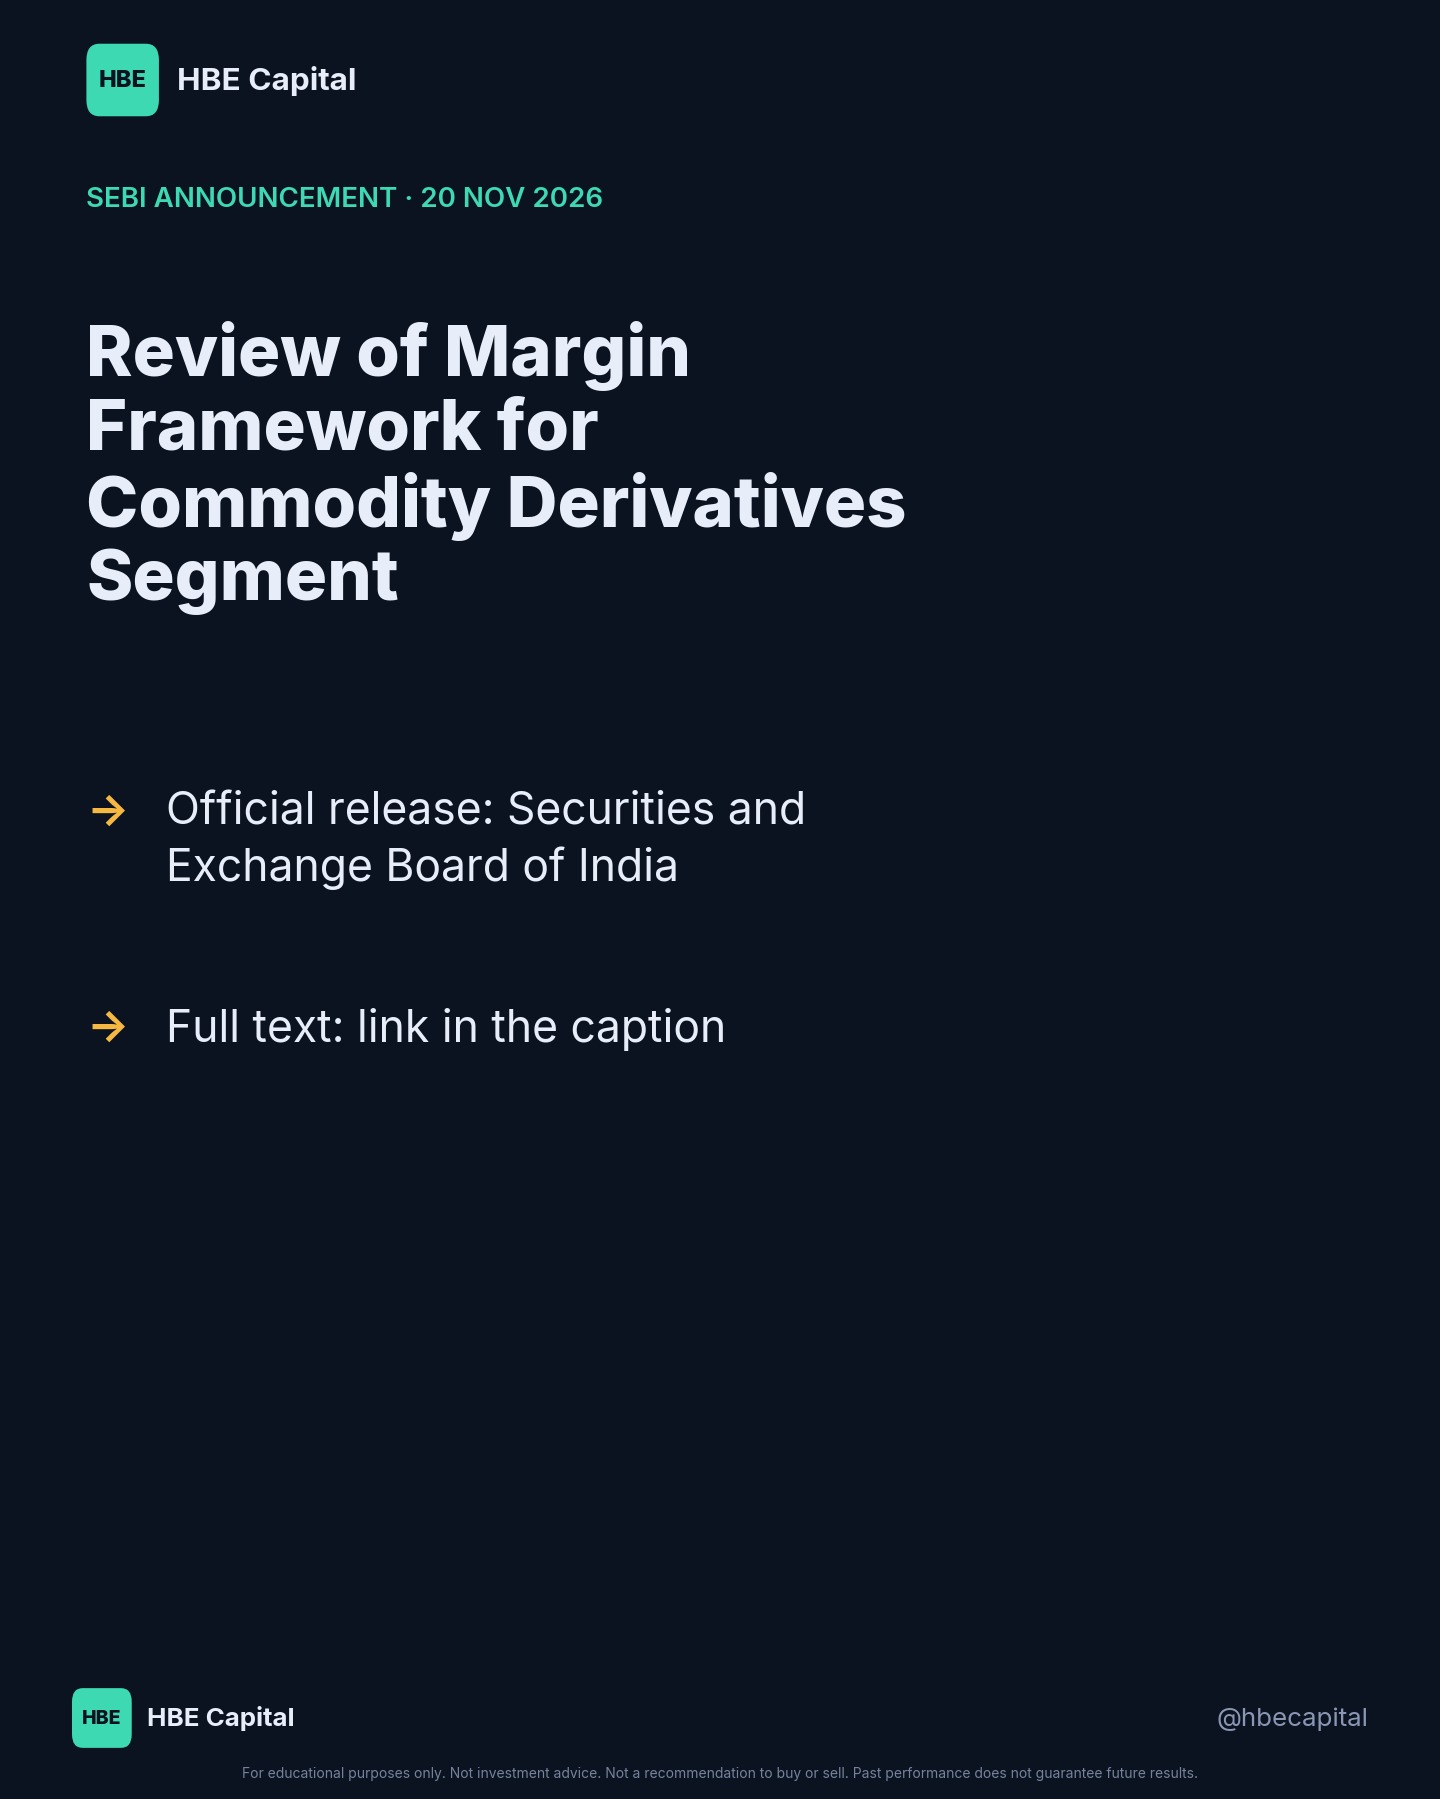 HBE
HBE Capital
SEBI ANNOUNCEMENT · 20 NOV 2026
Review of Margin
Framework for
Commodity Derivatives
Segment
→ Official release: Securities and
Exchange Board of India
→ Full text: link in the caption
HBE
HBE Capital
@hbecapital
For educational purposes only. Not investment advice. Not a recommendation to buy or sell. Past performance does not guarantee future results.